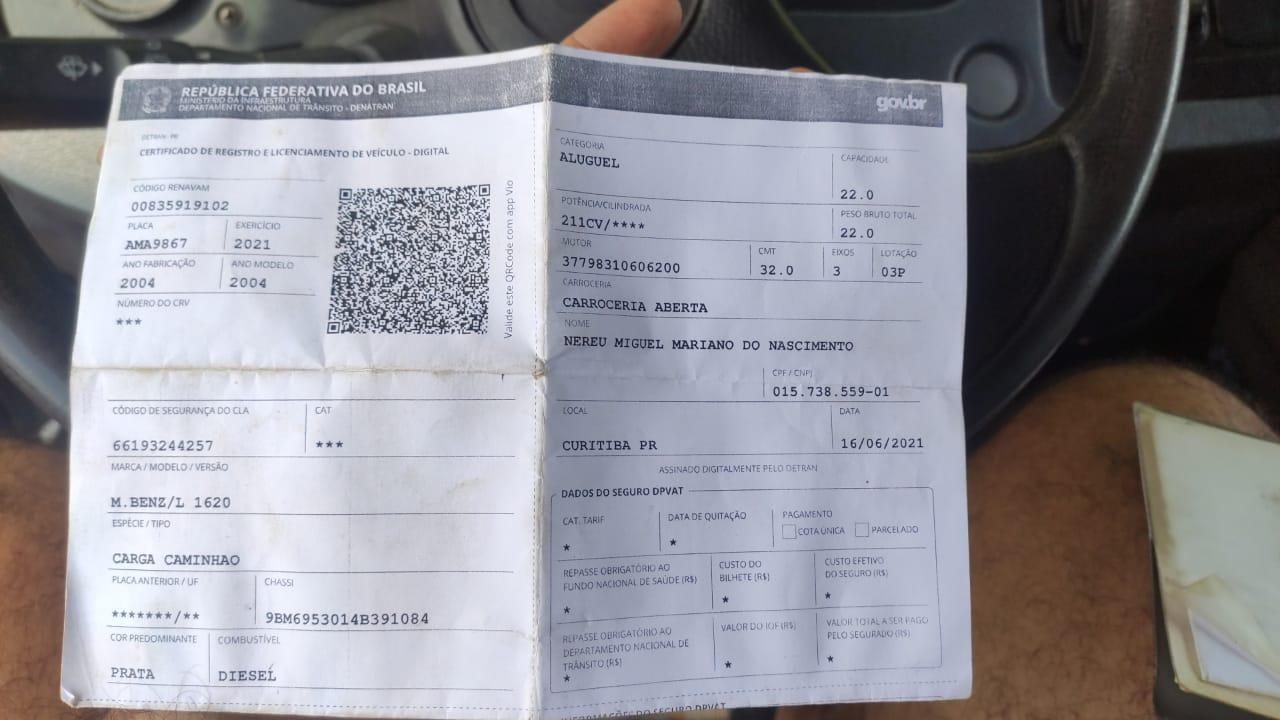 REPÚBLICA FEDERATIVA DO BRASIL
MINISTÉRIO DA INFRAESTRUTURA
DEPARTAMENTO NACIONAL DE TRÂNSITO - DENATRAN
DETRAN- PR
CERTIFICADO DE REGISTRO E LICENCIAMENTO DE VEÍCULO - DIGITAL
CÓDIGO RENAVAM
00835919102
PLACA EXERCÍCIO
AMA9867 2021
ANO FABRICAÇÃO ANO MODELO
2004 2004
NÚMERO DO CRV
***
Valide este QRCode com app Vio
CÓDIGO DE SEGURANÇA DO CLA CAT
66193244257 ***
MARCA / MODELO / VERSÃO
M.BENZ/L 1620
ESPÉCIE / TIPO
CARGA CAMINHAO
PLACA ANTERIOR / UF CHASSI
*******/** 9BM6953014B391084
COR PREDOMINANTE COMBUSTÍVEL
PRATA DIESEL
gov.br
CATEGORIA CAPACIDADE
ALUGUEL 22.0
POTÊNCIA/CILINDRADA PESO BRUTO TOTAL
211CV/**** 22.0
MOTOR CMT EIXOS LOTAÇÃO
37798310606200 32.0 3 03P
CARROCERIA
CARROCERIA ABERTA
NOME
NEREU MIGUEL MARIANO DO NASCIMENTO
CPF / CNPJ
015.738.559-01
LOCAL DATA
CURITIBA PR 16/06/2021
ASSINADO DIGITALMENTE PELO DETRAN
DADOS DO SEGURO DPVAT
CAT. TARIF DATA DE QUITAÇÃO PAGAMENTO
* * COTA ÚNICA PARCELADO
REPASSE OBRIGATÓRIO AO FUNDO NACIONAL DE SAÚDE (R$) CUSTO DO BILHETE (R$) CUSTO EFETIVO DO SEGURO (R$)
* * *
REPASSE OBRIGATÓRIO AO DEPARTAMENTO NACIONAL DE TRÂNSITO (R$) VALOR DO IOF (R$) VALOR TOTAL A SER PAGO PELO SEGURADO (R$)
* * *
INFORMAÇÕES DO SEGURO DPVAT